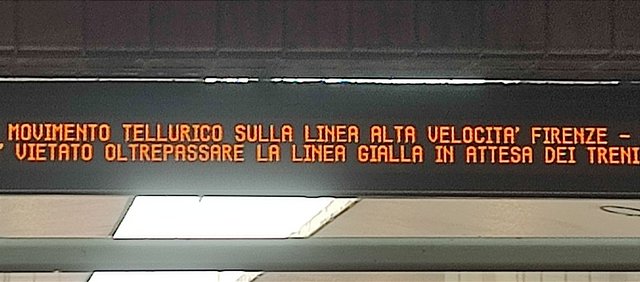 MOVIMENTO TELLURICO SULLA LINEA ALTA VELOCITA' FIRENZE -
' VIETATO OLTREPASSARE LA LINEA GIALLA IN ATTESA DEI TRENI